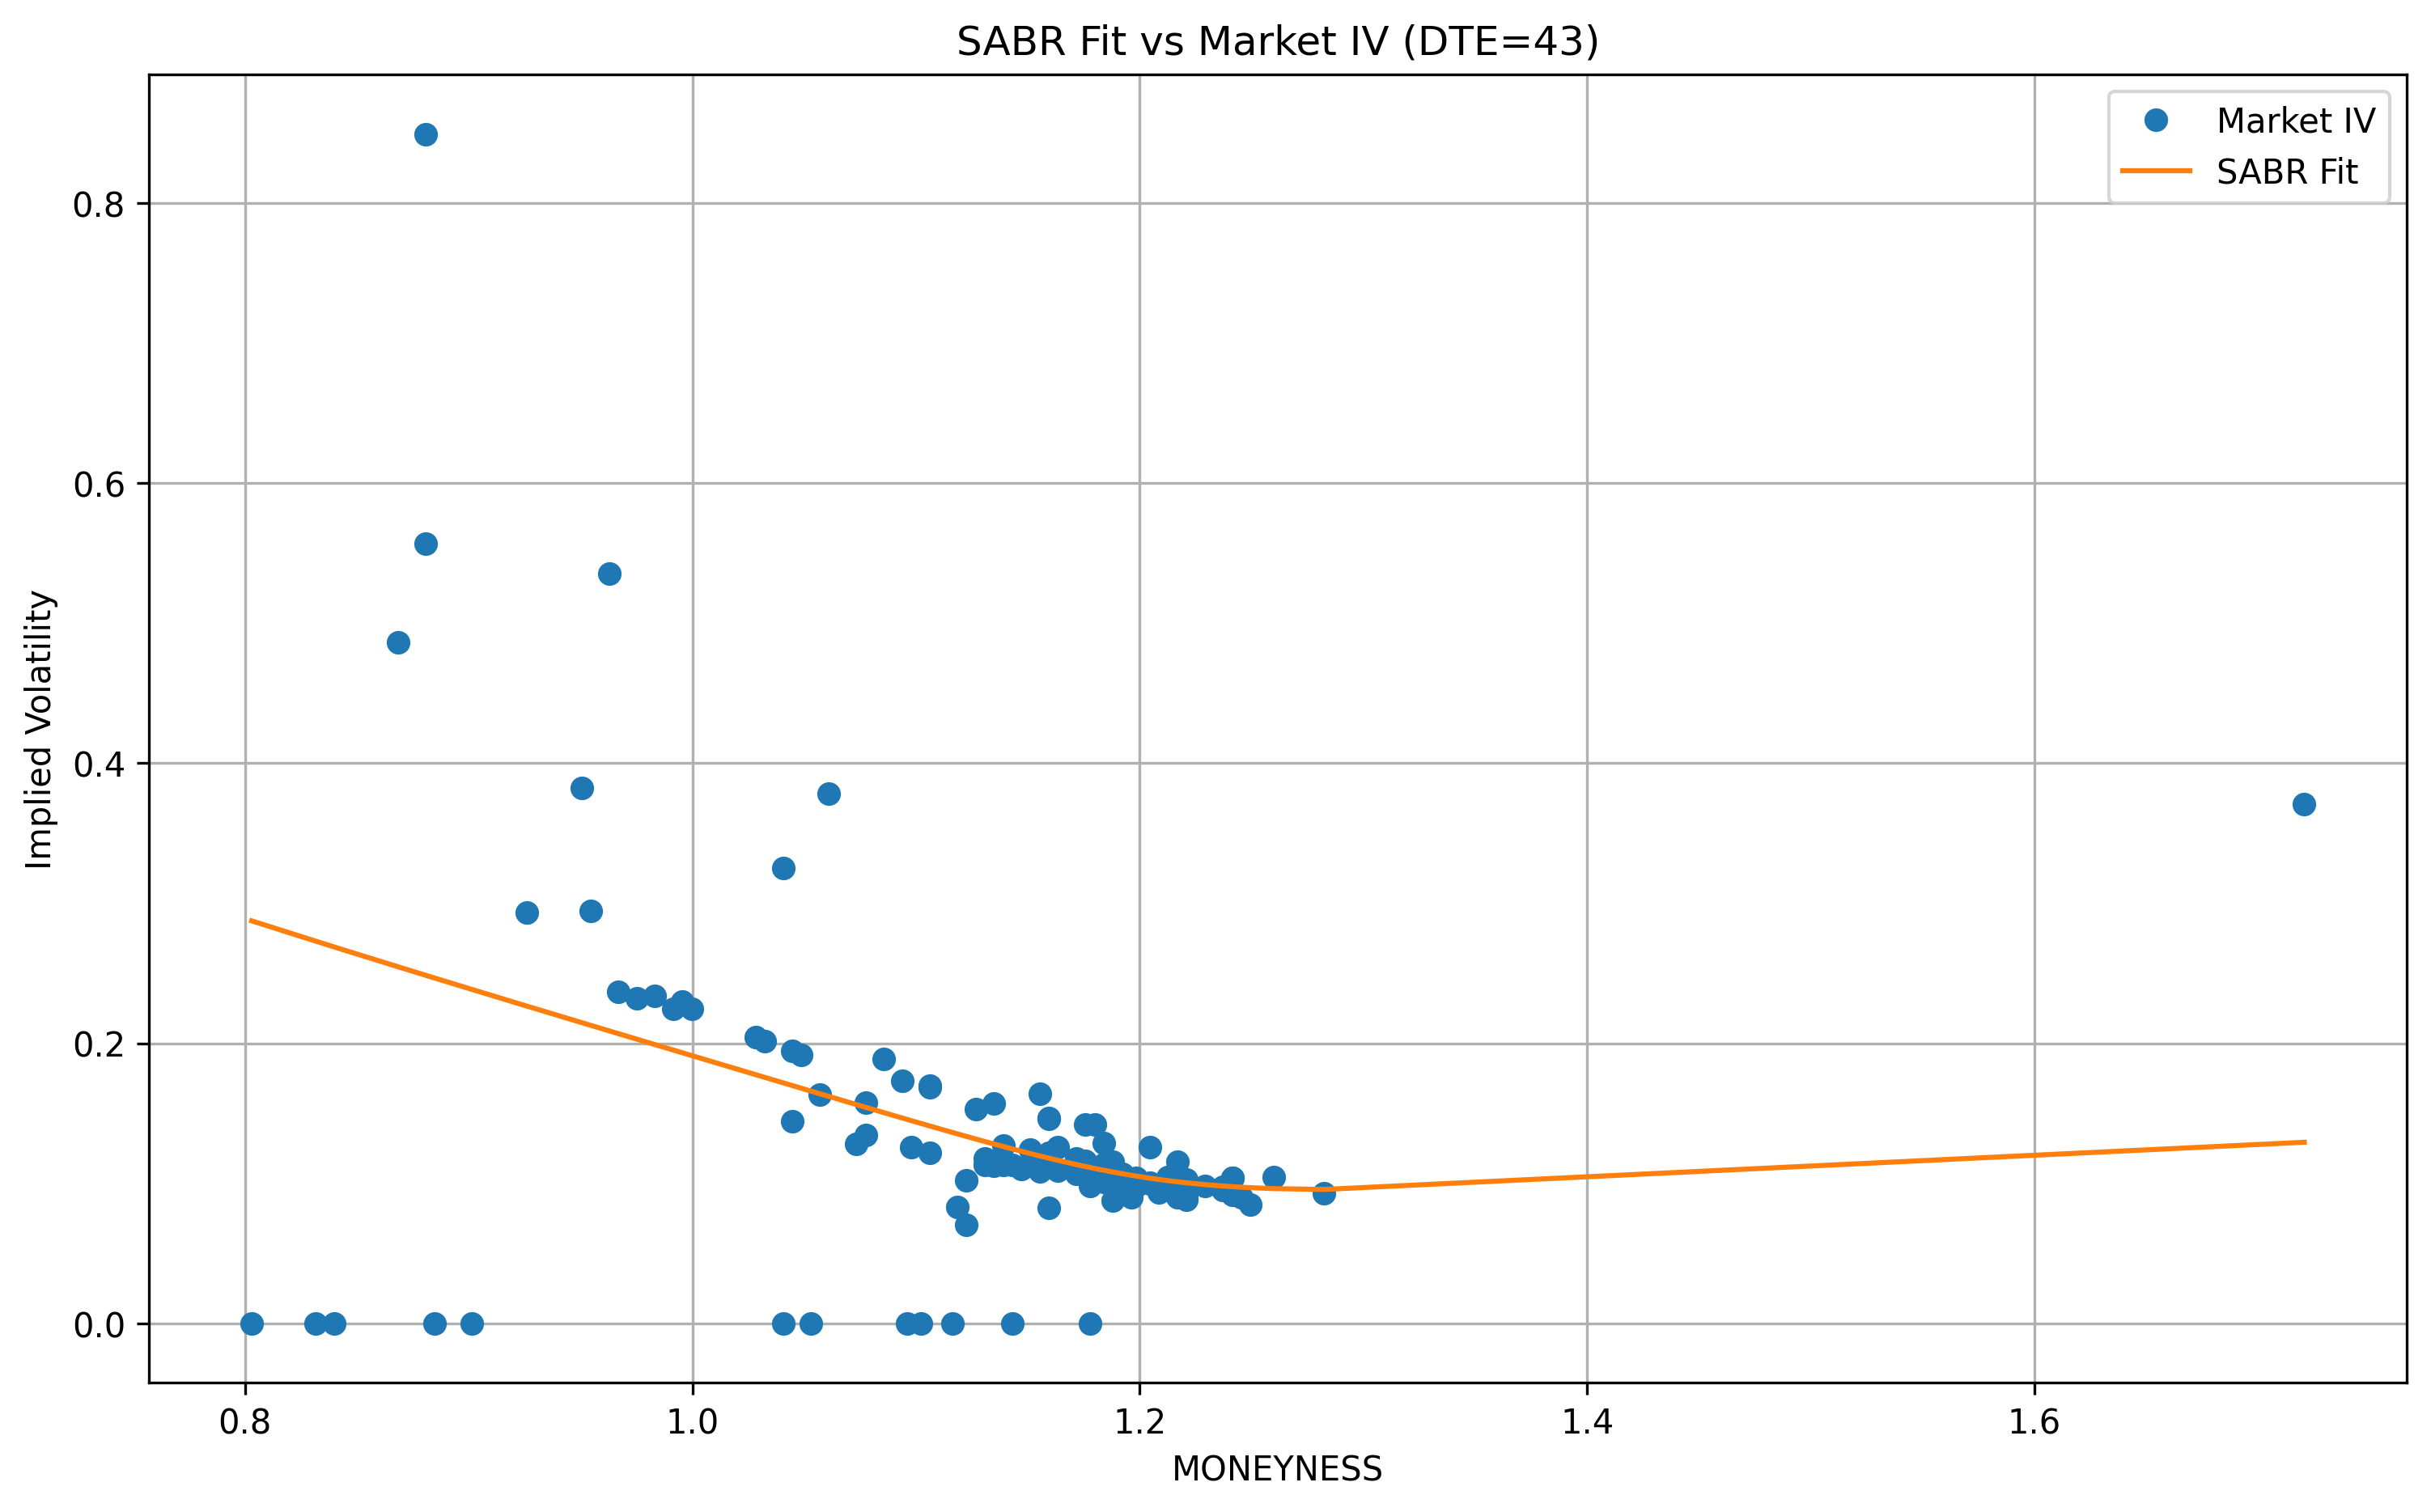 SABR Fit vs Market IV (DTE=43)
Market IV
SABR Fit
Implied Volatility
0.8
0.6
0.4
0.2
0.0
0.8
1.0
1.2
1.4
1.6
MONEYNESS